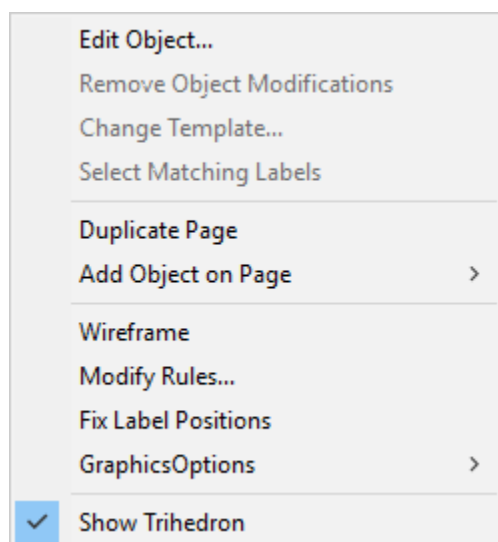 Edit Object...
Remove Object Modifications
Change Template...
Select Matching Labels
Duplicate Page
Add Object on Page
Wireframe
Modify Rules...
Fix Label Positions
GraphicsOptions
Show Trihedron